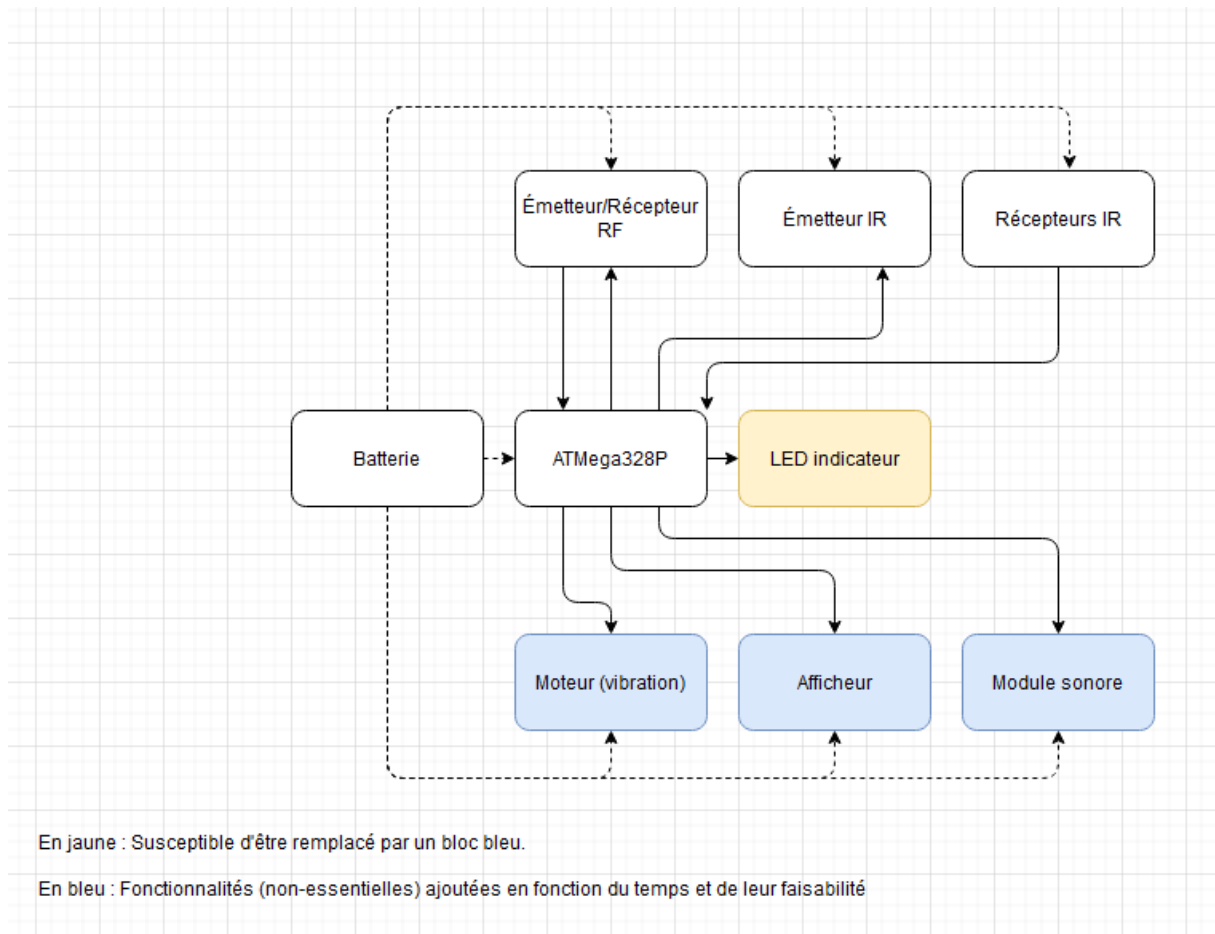 Émetteur/Récepteur
RF
Émetteur IR
Récepteurs IR
Batterie
ATMega328P
LED indicateur
Moteur (vibration)
Afficheur
Module sonore
En jaune : Susceptible d'être remplacé par un bloc bleu.
En bleu : Fonctionnalités (non-essentielles) ajoutées en fonction du temps et de leur faisabilité